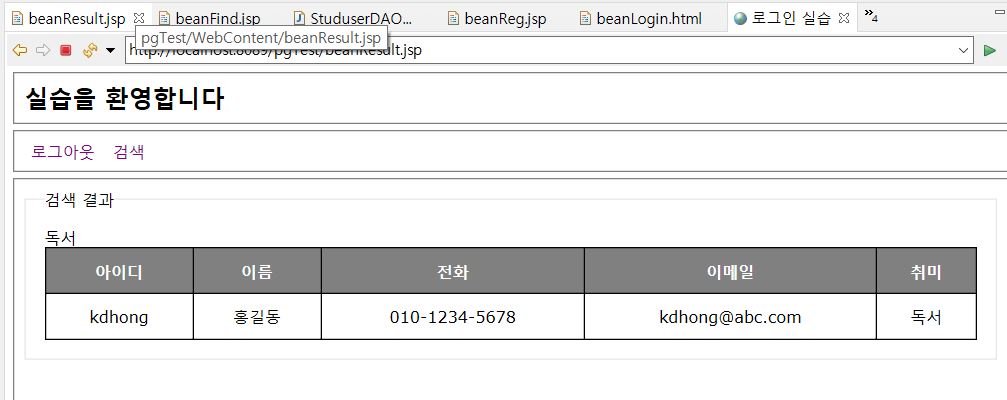 beanResult.jsp beanFind.jsp StuduserDAO... beanReg.jsp beanLogin.html 로그인 실습 »4
pgTest/WebContent/beanResult.jsp
http://localhost:8089/pgTest/beanResult.jsp
실습을 환영합니다
로그아웃 검색
검색 결과
독서
아이디 이름 전화 이메일 취미
kdhong 홍길동 010-1234-5678 kdhong@abc.com 독서